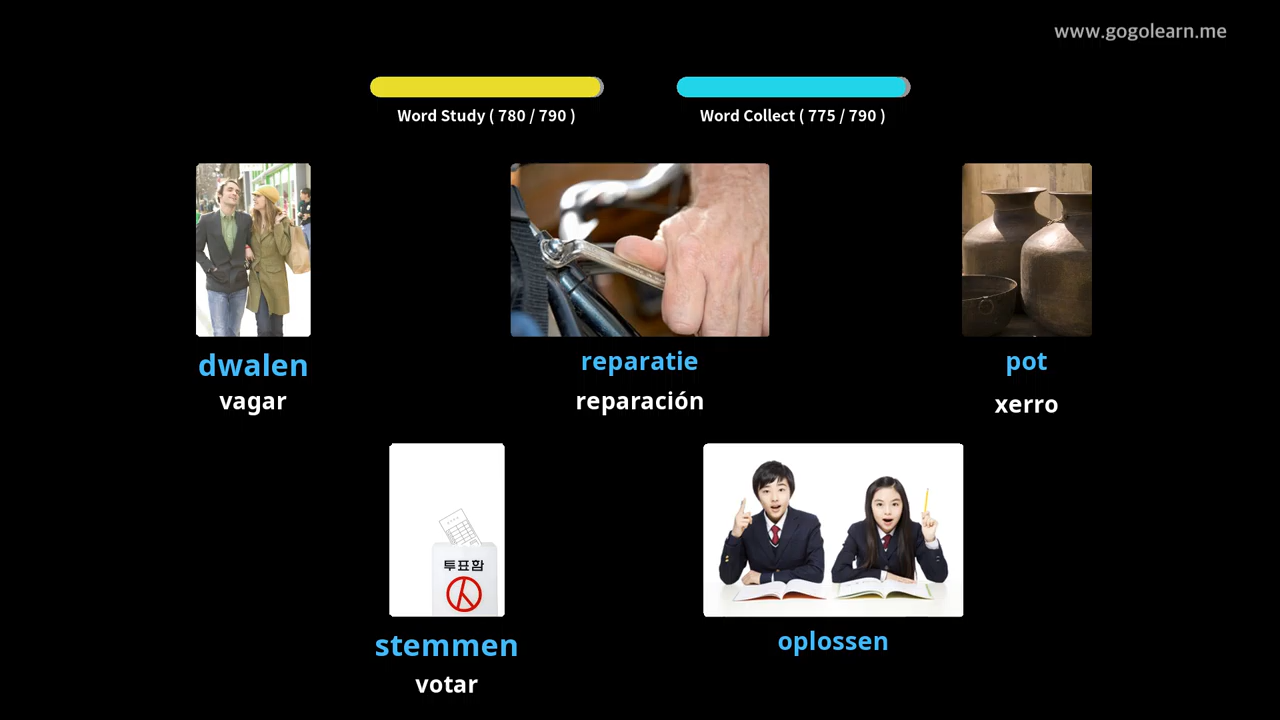 www.gogolearn.me
Word Study ( 780 / 790 )
Word Collect ( 775 / 790 )
dwalen
vagar
reparatie
reparación
pot
xerro
투표함
stemmen
votar
oplossen